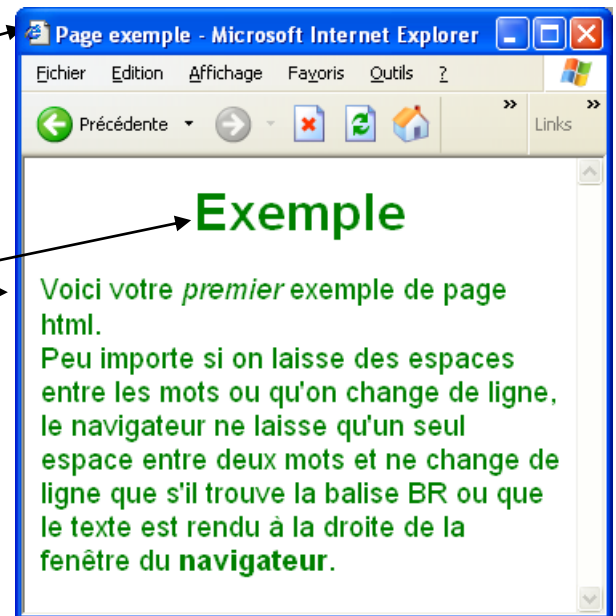 Page exemple - Microsoft Internet Explorer
Fichier Edition Affichage Favoris Outils ?
Précédente » Links »
Exemple
Voici votre premier exemple de page
html.
Peu importe si on laisse des espaces
entre les mots ou qu'on change de ligne,
le navigateur ne laisse qu'un seul
espace entre deux mots et ne change de
ligne que s'il trouve la balise BR ou que
le texte est rendu à la droite de la
fenêtre du navigateur.